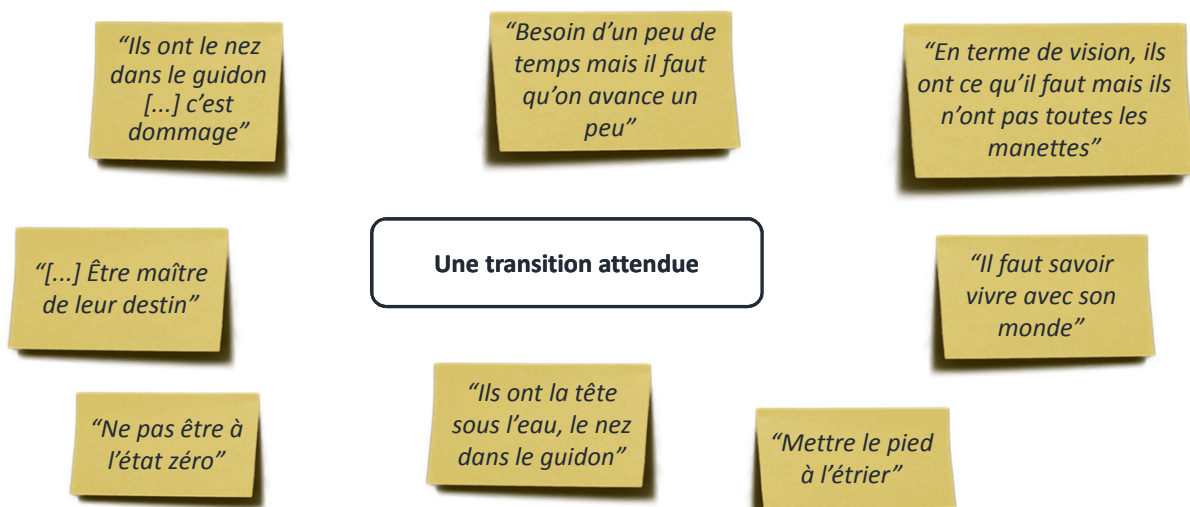 “Ils ont le nez
dans le guidon
[...] c’est
dommage”
“Besoin d’un peu de
temps mais il faut
qu’on avance un
peu”
“En terme de vision, ils
ont ce qu’il faut mais ils
n’ont pas toutes les
manettes”
“[...] Être maître
de leur destin”
Une transition attendue
“Il faut savoir
vivre avec son
monde”
“Ne pas être à
l’état zéro”
“Ils ont la tête
sous l’eau, le nez
dans le guidon”
“Mettre le pied
à l’étrier”